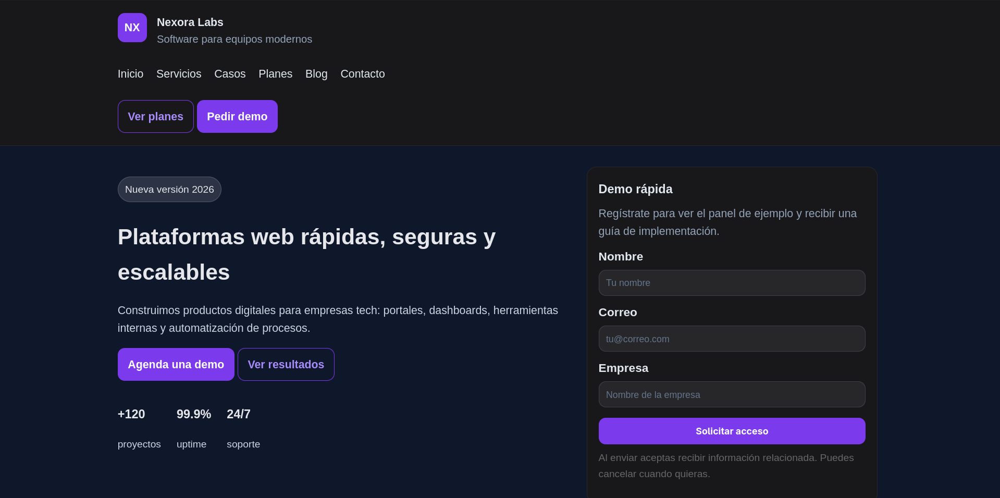 NX
Nexora Labs
Software para equipos modernos
Inicio Servicios Casos Planes Blog Contacto
Ver planes Pedir demo
Nueva versión 2026
Plataformas web rápidas, seguras y
escalables
Construimos productos digitales para empresas tech: portales, dashboards, herramientas
internas y automatización de procesos.
Agenda una demo Ver resultados
+120 99.9% 24/7
proyectos uptime soporte
Demo rápida
Regístrate para ver el panel de ejemplo y recibir una
guía de implementación.
Nombre
Tu nombre
Correo
tu@correo.com
Empresa
Nombre de la empresa
Solicitar acceso
Al enviar aceptas recibir información relacionada. Puedes
cancelar cuando quieras.